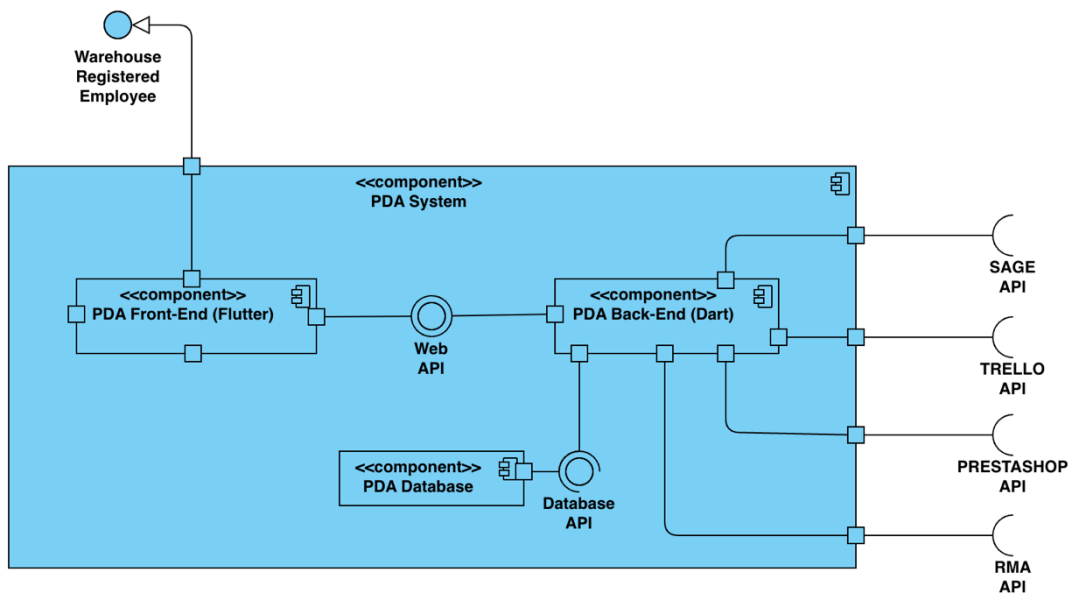 Warehouse
Registered
Employee
<<component>>
PDA System
<<component>>
PDA Front-End (Flutter)
Web
API
<<component>>
PDA Back-End (Dart)
<<component>>
PDA Database
Database
API
SAGE
API
TRELLO
API
PRESTASHOP
API
RMA
API